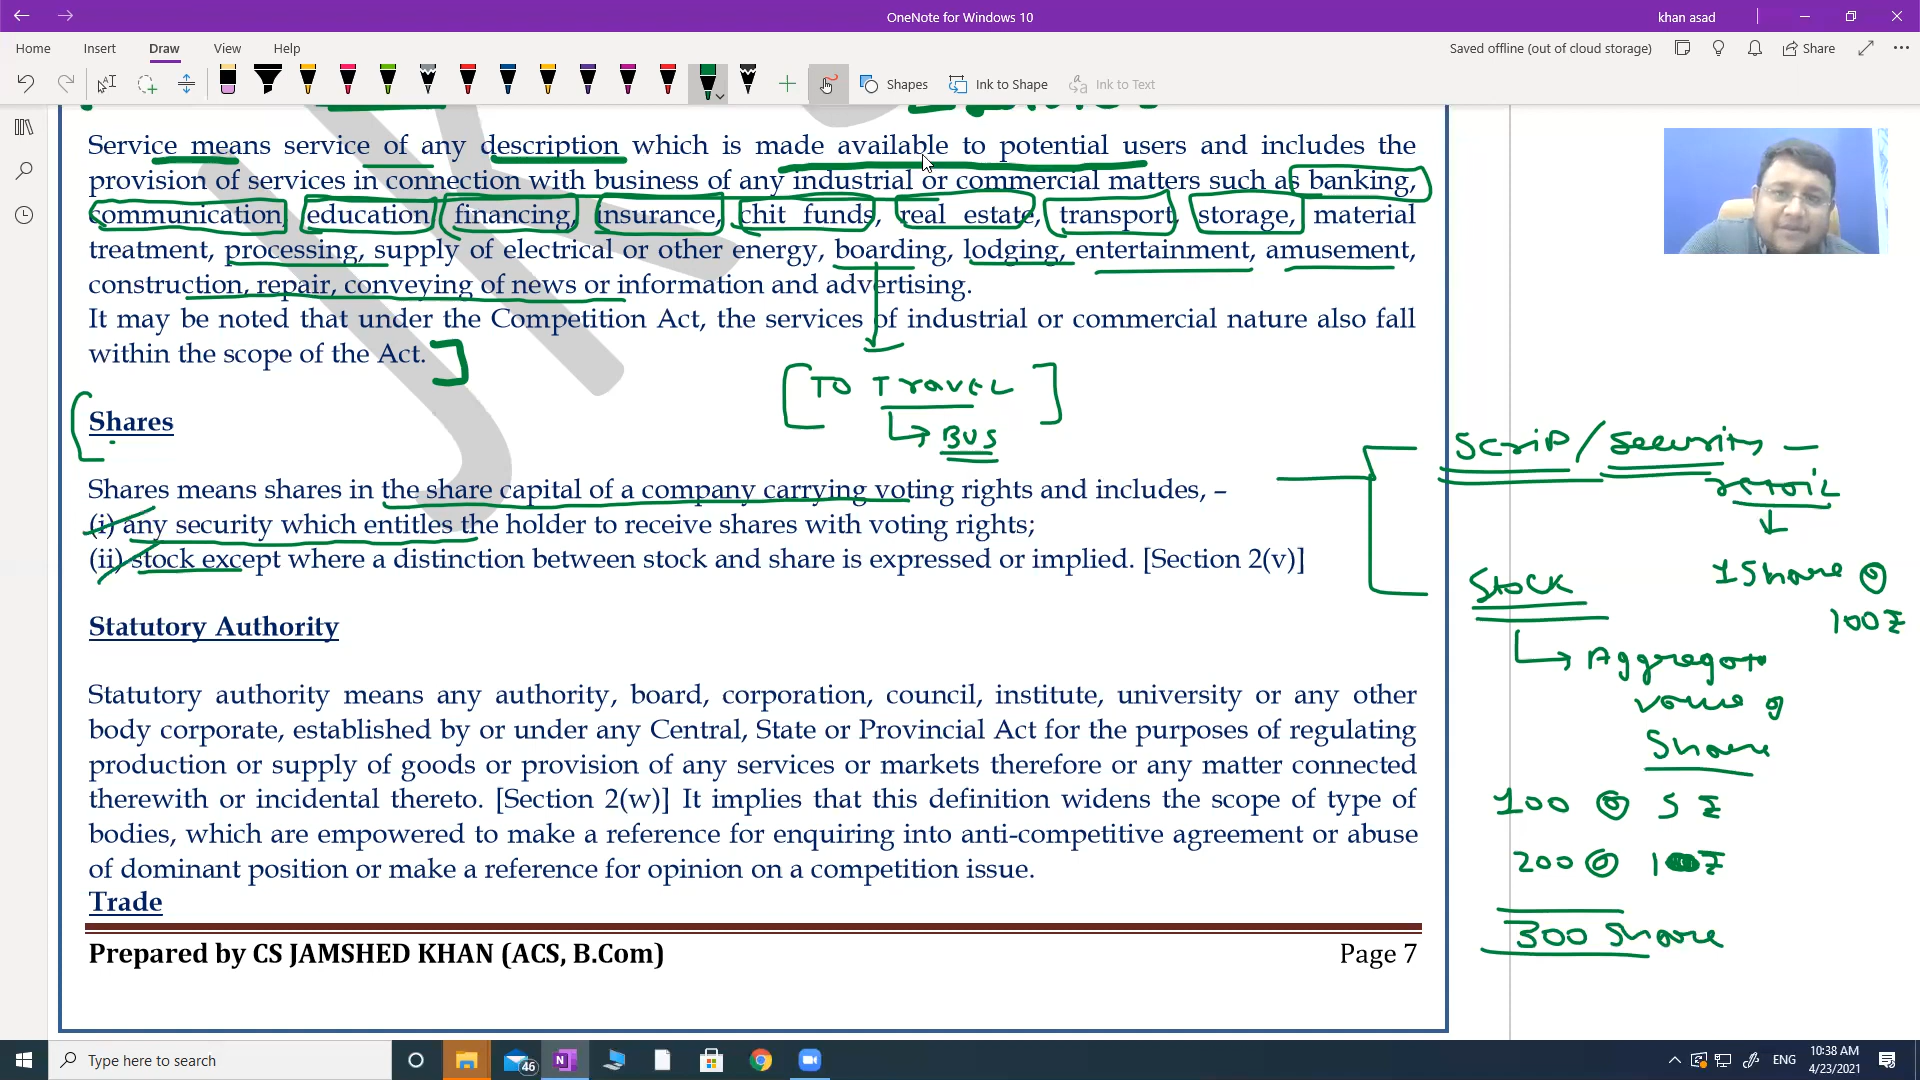 OneNote for Windows 10
khan asad
Home Insert Draw View Help
Saved offline (out of cloud storage)
Share
Shapes
Ink to Shape
Ink to Text
Service means service of any description which is made available to potential users and includes the
provision of services in connection with business of any industrial or commercial matters such as banking,
communication, education, financing, insurance, chit funds, real estate, transport, storage, material
treatment, processing, supply of electrical or other energy, boarding, lodging, entertainment, amusement,
construction, repair, conveying of news or information and advertising.
It may be noted that under the Competition Act, the services of industrial or commercial nature also fall
within the scope of the Act.
TO Travel
BUS
Shares
Shares means shares in the share capital of a company carrying voting rights and includes, –
(i) any security which entitles the holder to receive shares with voting rights;
(ii) stock except where a distinction between stock and share is expressed or implied. [Section 2(v)]
Scrip / Security —
retail
1 Share @
100 ₹
Stock
Aggregate
value of
Share
100 @ 5 ₹
200 @
300 Share
Statutory Authority
Statutory authority means any authority, board, corporation, council, institute, university or any other
body corporate, established by or under any Central, State or Provincial Act for the purposes of regulating
production or supply of goods or provision of any services or markets therefore or any matter connected
therewith or incidental thereto. [Section 2(w)] It implies that this definition widens the scope of type of
bodies, which are empowered to make a reference for enquiring into anti-competitive agreement or abuse
of dominant position or make a reference for opinion on a competition issue.
Trade
Prepared by CS JAMSHED KHAN (ACS, B.Com)
Page 7
Type here to search
46
ENG
10:38 AM
4/23/2021